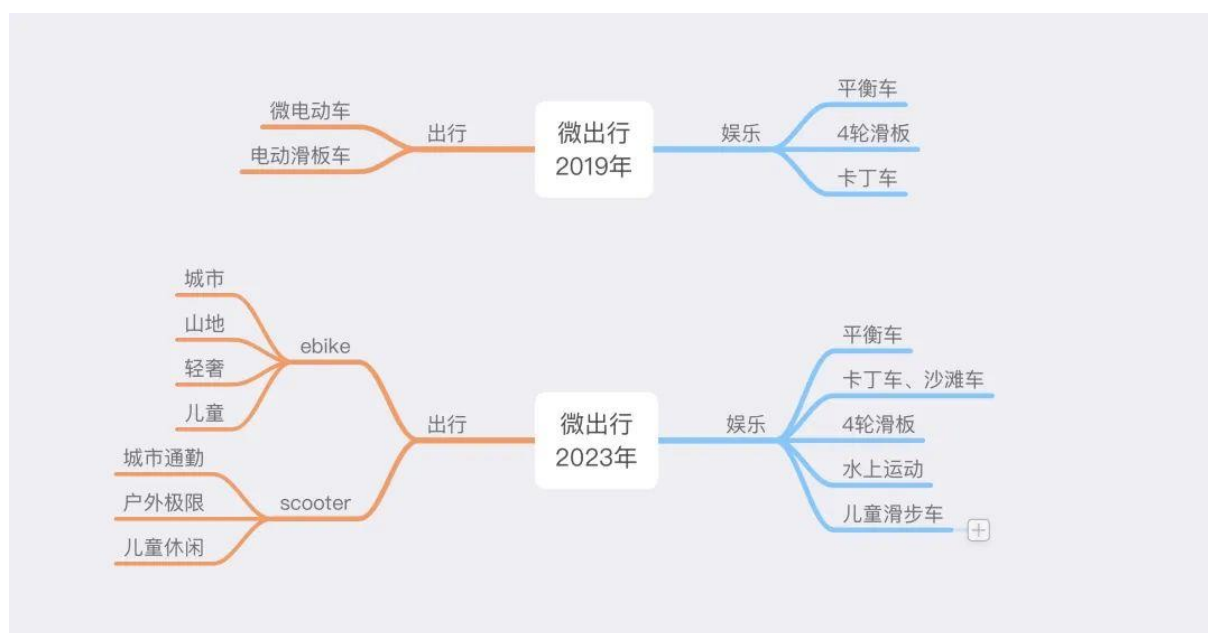 微电动车
电动滑板车
出行
微出行
2019年
娱乐
平衡车
4轮滑板
卡丁车
城市
山地
轻奢
儿童
ebike
城市通勤
户外极限
儿童休闲
scooter
出行
微出行
2023年
娱乐
平衡车
卡丁车、沙滩车
4轮滑板
水上运动
儿童滑步车